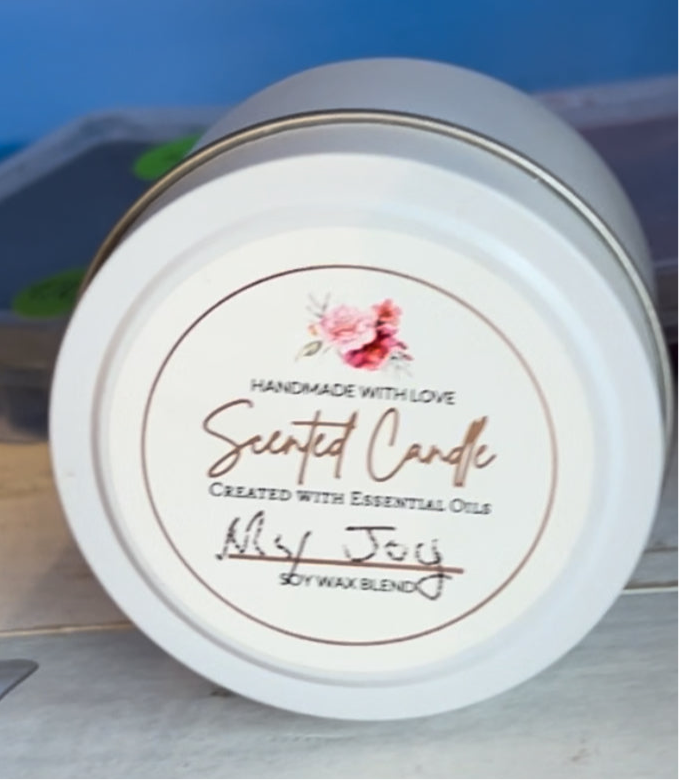 HANDMADE WITH LOVE
Scented Candle
CREATED WITH ESSENTIAL OILS
My Joy
SOY WAX BLEND